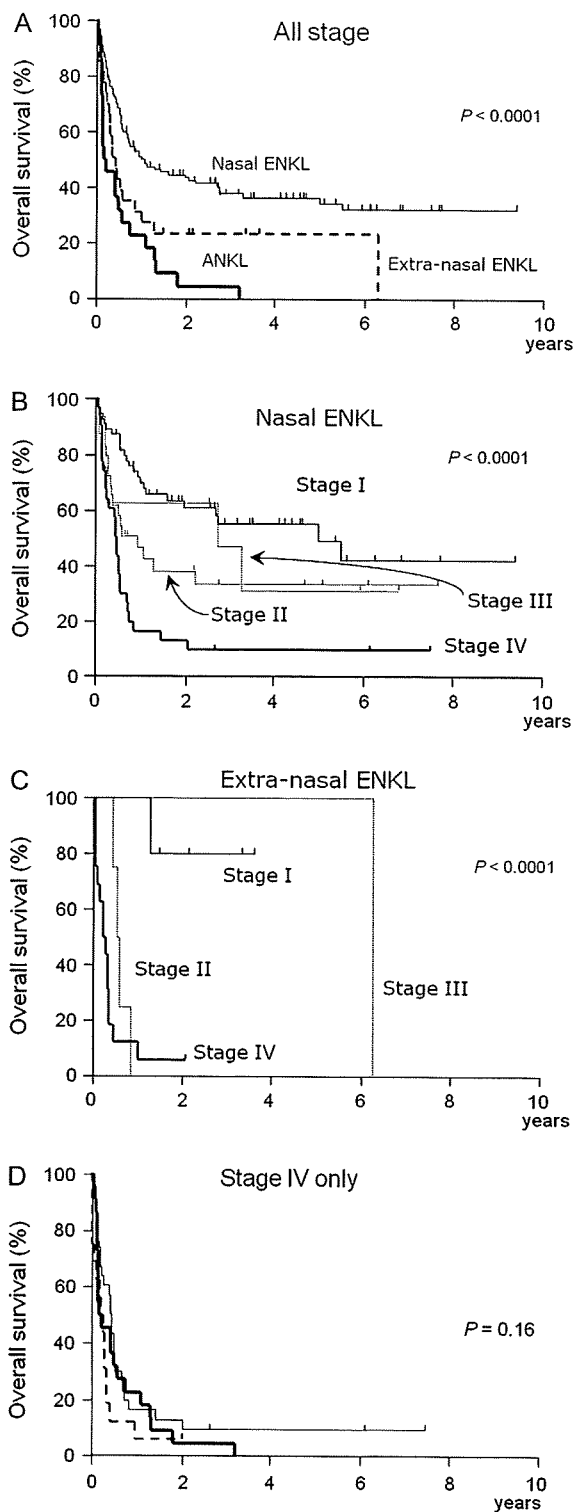 A
All stage
Overall survival (%)
100
80
60
40
20
0
P < 0.0001
Nasal ENKL
ANKL
Extra-nasal ENKL
0 2 4 6 8 10
years
B
Nasal ENKL
Overall survival (%)
100
80
60
40
20
0
P < 0.0001
Stage I
Stage II
Stage III
Stage IV
0 2 4 6 8 10
years
C
Extra-nasal ENKL
Overall survival (%)
100
80
60
40
20
0
P < 0.0001
Stage I
Stage II
Stage III
Stage IV
0 2 4 6 8 10
years
D
Stage IV only
Overall survival (%)
100
80
60
40
20
0
P = 0.16
0 2 4 6 8 10
years